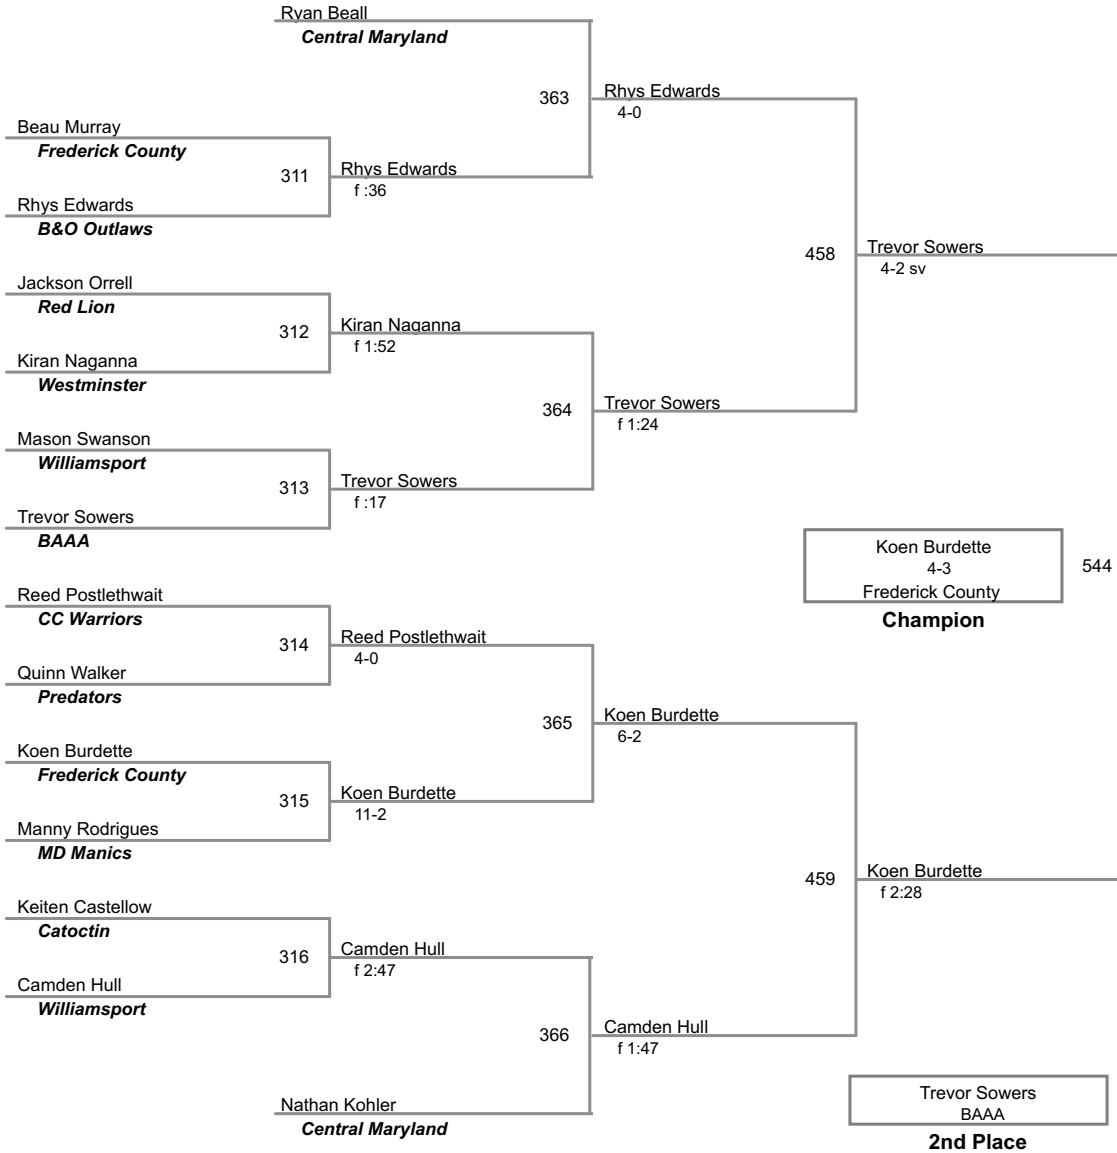 Ryan Beall
Central Maryland
363
Rhys Edwards
4-0
Beau Murray
Frederick County
311
Rhys Edwards
f :36
Rhys Edwards
B&O Outlaws
458
Trevor Sowers
4-2 sv
Jackson Orrell
Red Lion
312
Kiran Naganna
f 1:52
Kiran Naganna
Westminster
364
Trevor Sowers
f 1:24
Mason Swanson
Williamsport
313
Trevor Sowers
f :17
Trevor Sowers
BAAA
Koen Burdette
4-3
Frederick County
544
Champion
Reed Postlethwait
CC Warriors
314
Reed Postlethwait
4-0
Quinn Walker
Predators
365
Koen Burdette
6-2
Koen Burdette
Frederick County
315
Koen Burdette
11-2
Manny Rodrigues
MD Manics
459
Koen Burdette
f 2:28
Keiten Castellow
Catoctin
316
Camden Hull
f 2:47
Camden Hull
Williamsport
366
Camden Hull
f 1:47
Nathan Kohler
Central Maryland
Trevor Sowers
BAAA
2nd Place